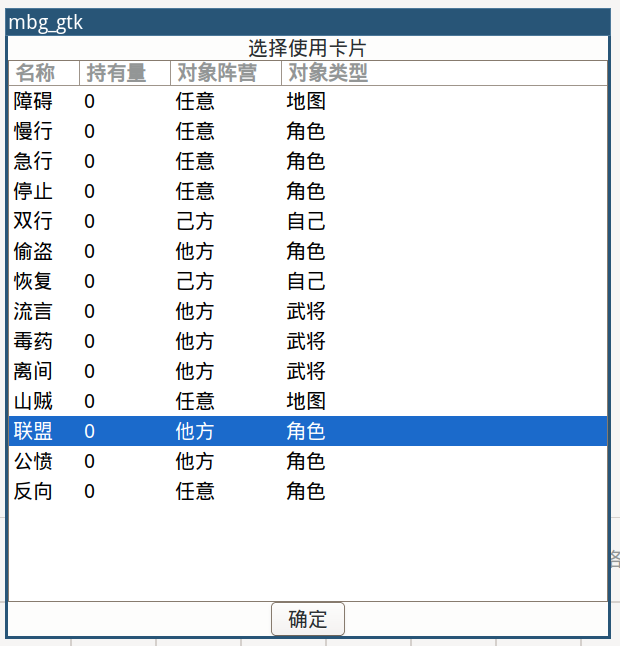 mbg_gtk
选择使用卡片
名称 持有量 对象阵营 对象类型
障碍 0 任意 地图
慢行 0 任意 角色
急行 0 任意 角色
停止 0 任意 角色
双行 0 己方 自己
偷盗 0 他方 角色
恢复 0 己方 自己
流言 0 他方 武将
毒药 0 他方 武将
离间 0 他方 武将
山贼 0 任意 地图
联盟 0 他方 角色
公愤 0 他方 角色
反向 0 任意 角色
确定